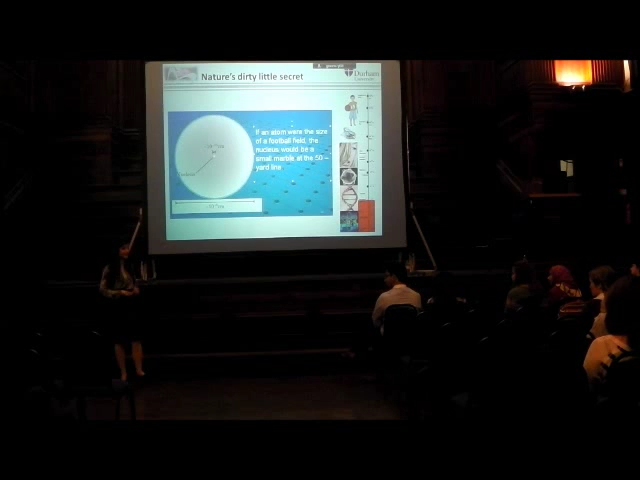 Nature's dirty little secret
Durham
University
If an atom were the size
of a football field, the
nucleus would be a
small marble at the 50 –
yard line